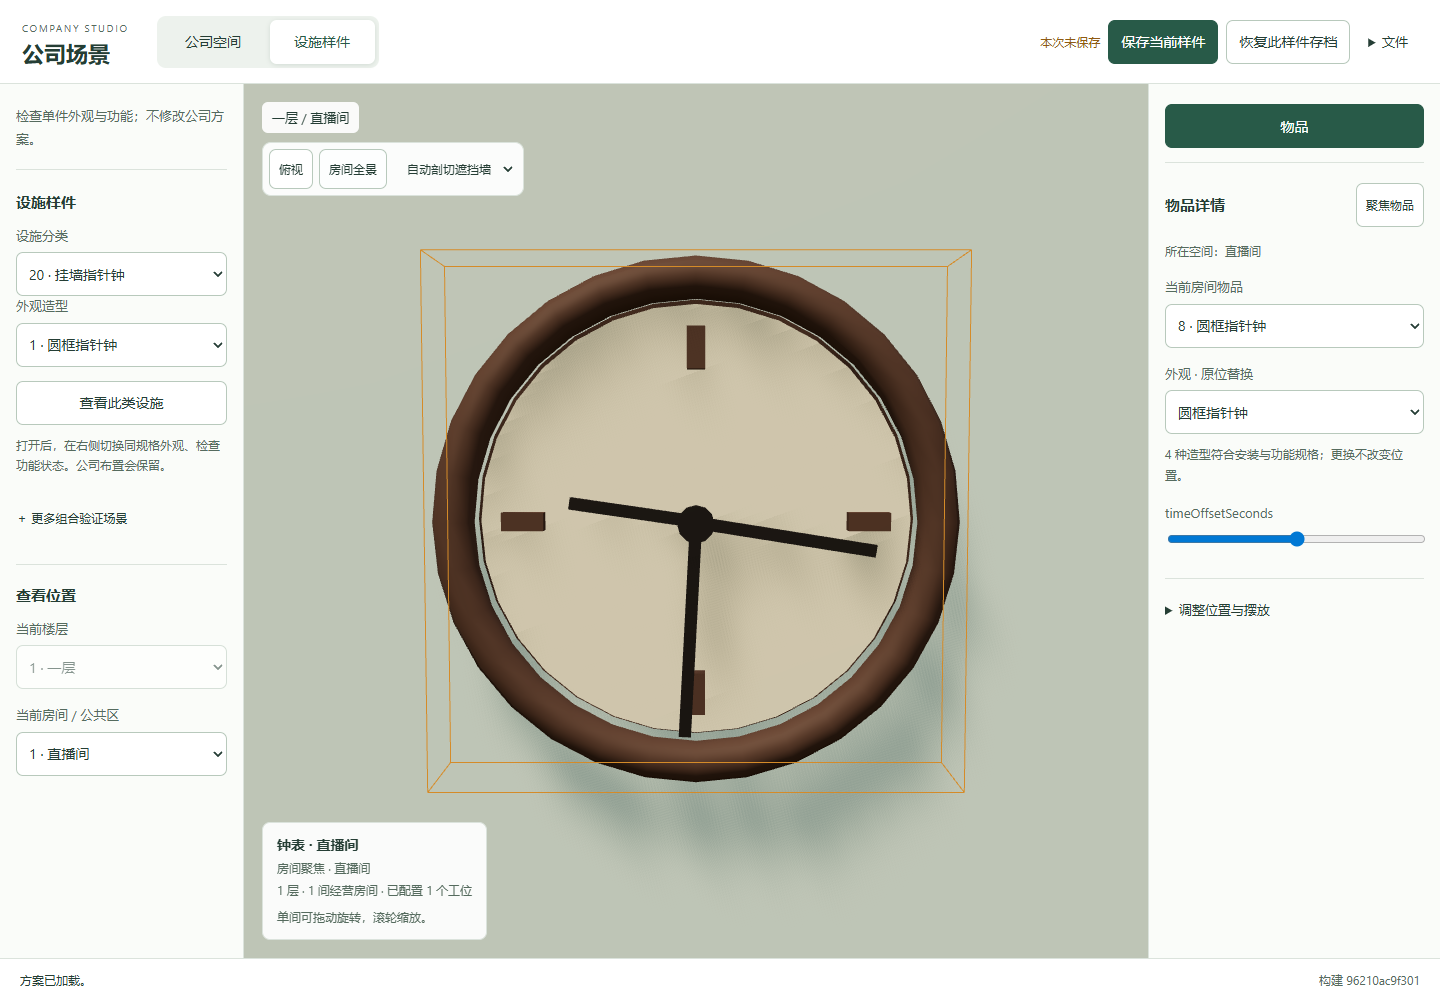 COMPANY STUDIO
公司场景
公司空间
设施样件
本次未保存
保存当前样件
恢复此样件存档
▶ 文件
检查单件外观与功能；不修改公司方案。
设施样件
设施分类
20 · 挂墙指针钟
外观造型
1 · 圆框指针钟
查看此类设施
打开后，在右侧切换同规格外观、检查功能状态。公司布置会保留。
+ 更多组合验证场景
查看位置
当前楼层
1 · 一层
当前房间 / 公共区
1 · 直播间
一层 / 直播间
俯视
房间全景
自动剖切遮挡墙
钟表 · 直播间
房间聚焦 · 直播间
1 层 · 1 间经营房间 · 已配置 1 个工位
单间可拖动旋转，滚轮缩放。
物品
物品详情
聚焦物品
所在空间：直播间
当前房间物品
8 · 圆框指针钟
外观 · 原位替换
圆框指针钟
4 种造型符合安装与功能规格；更换不改变位置。
timeOffsetSeconds
▶ 调整位置与摆放
方案已加载。
构建 96210ac9f301